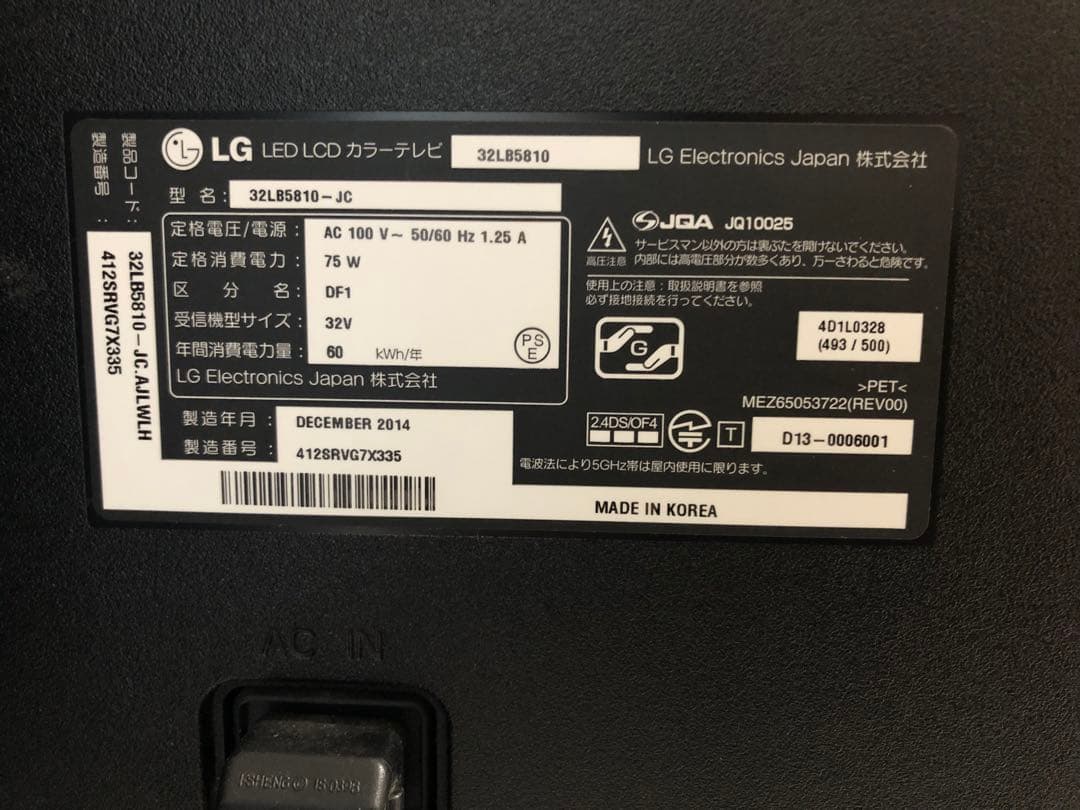 製品コード:
製造番号:
32LB5810-JC.AJLWLH
412SRVG7X335
LG LED LCD カラーテレビ 32LB5810 LG Electronics Japan 株式会社
型 名: 32LB5810-JC
定格電圧/電源: AC 100 V~ 50/60 Hz 1.25 A
定格消費電力: 75 W
区 分 名: DF1
受信機型サイズ: 32V
年間消費電力量: 60 kWh/年
PS
E
LG Electronics Japan 株式会社
製造年月: DECEMBER 2014
製造番号: 412SRVG7X335
JQA JQ10025
高圧注意
サービスマン以外の方は裏ぶたを開けないでください。
内部には高電圧部分が数多くあり、万一さわると危険です。
使用上の注意:取扱説明書を参照
必ず接地接続を行ってください。
G
4D1L0328
(493 / 500)
>PET<
MEZ65053722(REV00)
2.4DS/OF4
T
D13-0006001
電波法により5GHz帯は屋内使用に限ります。
MADE IN KOREA
AC IN